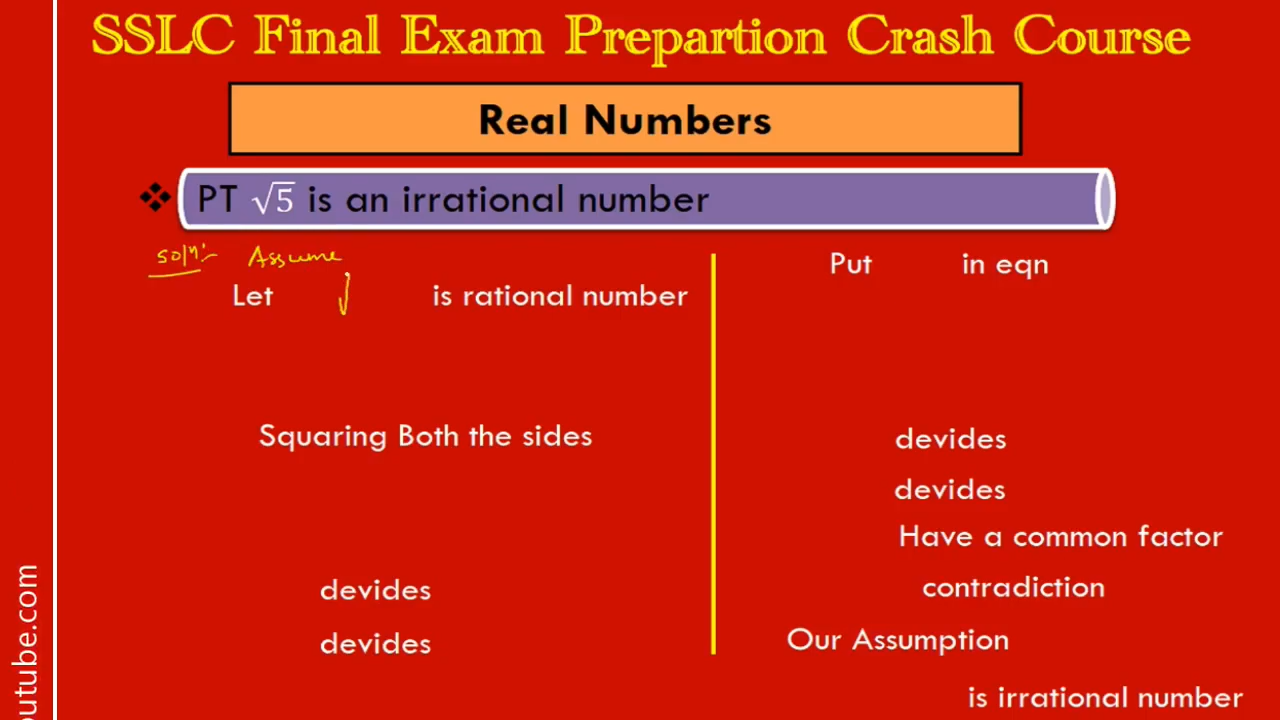 SSLC Final Exam Prepartion Crash Course
Real Numbers
❖ PT √5 is an irrational number
Soln:- Assume
Let √ is rational number
Squaring Both the sides
devides
devides
Put in eqn
devides
devides
Have a common factor
contradiction
Our Assumption
is irrational number
outube.com